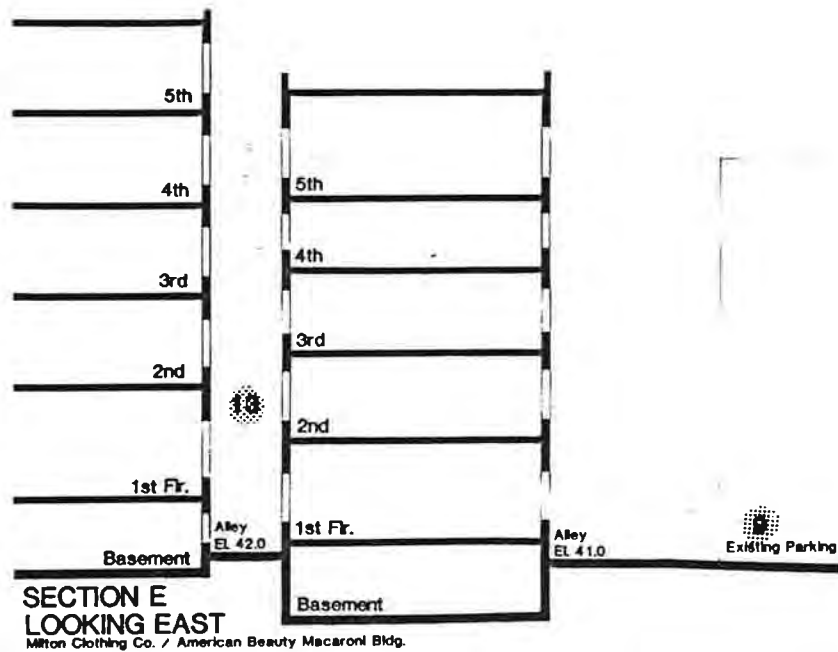 5th
4th
3rd
2nd
1st Flr.
Basement
13
Alley
EL 42.0
5th
4th
3rd
2nd
1st Flr.
Basement
Alley
EL 41.0
Existing Parking
SECTION E
LOOKING EAST
Milton Clothing Co. / American Beauty Macaroni Bldg.